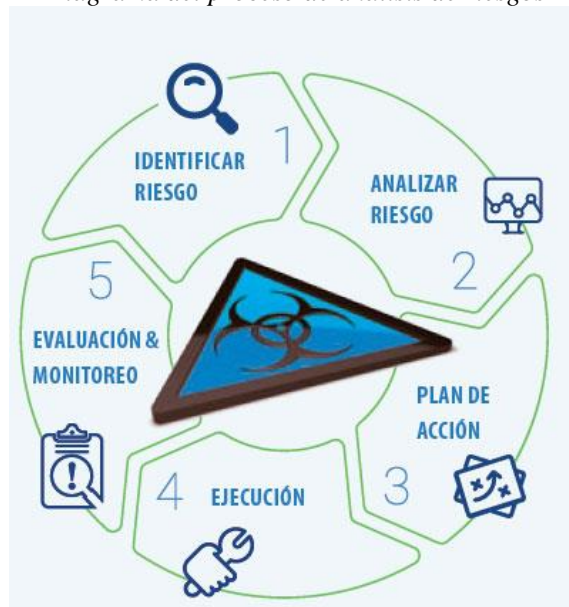 1
IDENTIFICAR
RIESGO
ANALIZAR
RIESGO
2
PLAN DE
ACCIÓN
3
4
EJECUCIÓN
5
EVALUACIÓN &
MONITOREO